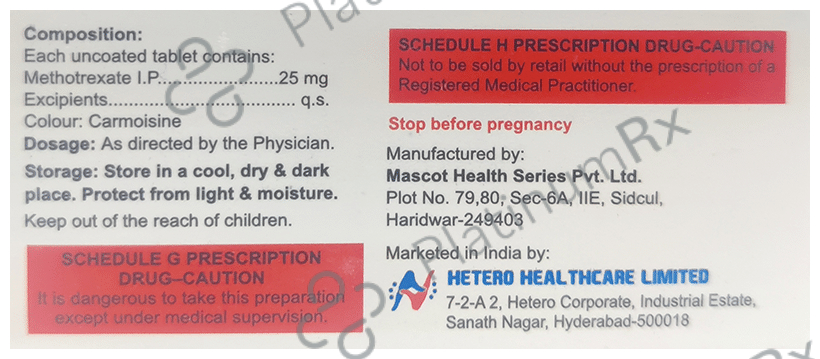 Composition:
Each uncoated tablet contains:
Methotrexate I.P........................25 mg
Excipients...................................... q.s.
Colour: Carmoisine
Dosage: As directed by the Physician.
Storage: Store in a cool, dry & dark
place. Protect from light & moisture.
Keep out of the reach of children.
SCHEDULE G PRESCRIPTION
DRUG–CAUTION
It is dangerous to take this preparation
except under medical supervision.
SCHEDULE H PRESCRIPTION DRUG-CAUTION
Not to be sold by retail without the prescription of a
Registered Medical Practitioner.
Stop before pregnancy
Manufactured by:
Mascot Health Series Pvt. Ltd.
Plot No. 79,80, Sec-6A, IIE, Sidcul,
Haridwar-249403
Marketed in India by:
HETERO HEALTHCARE LIMITED
7-2-A 2, Hetero Corporate, Industrial Estate,
Sanath Nagar, Hyderabad-500018
PlatinumRx